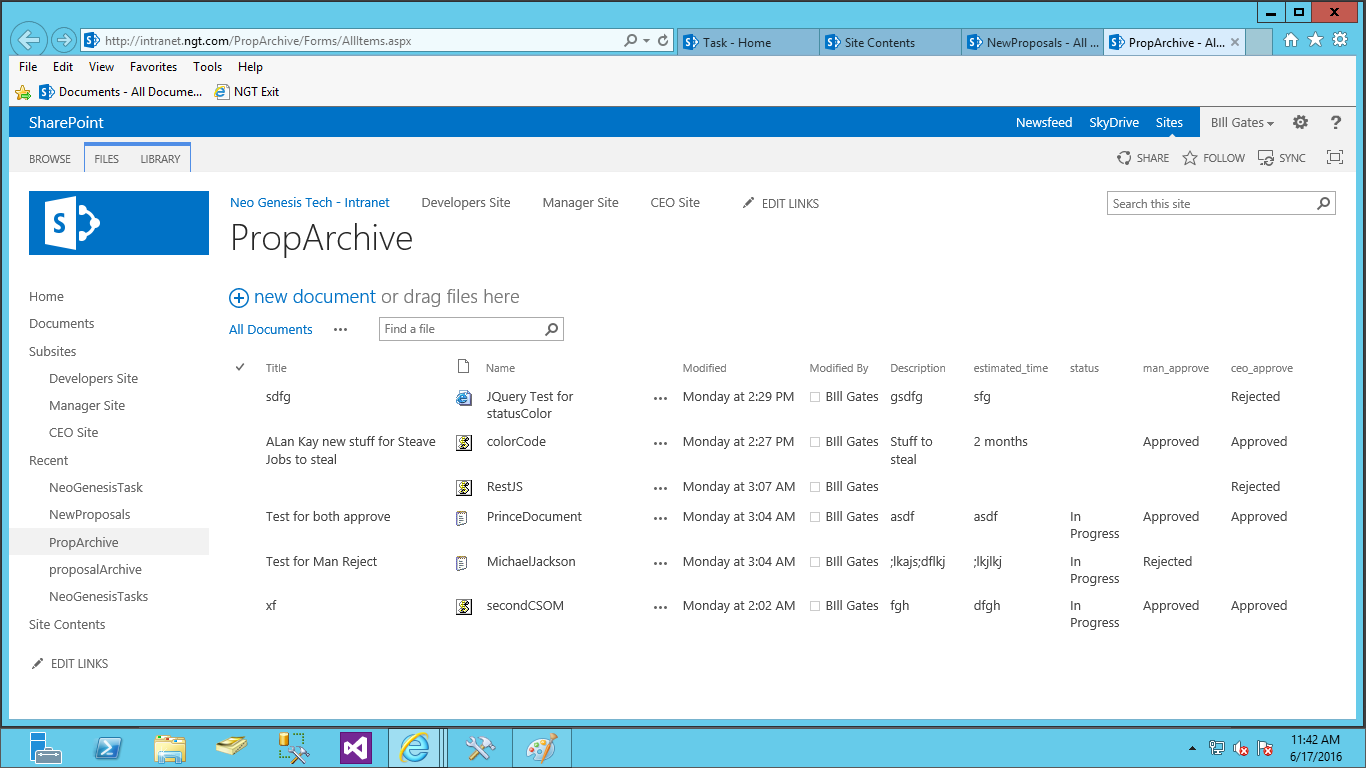 http://intranet.ngt.com/PropArchive/Forms/AllItems.aspx
Task - Home
Site Contents
NewProposals - All ...
PropArchive - Al...
File Edit View Favorites Tools Help
Documents - All Docume... NGT Exit
SharePoint
Newsfeed SkyDrive Sites BIll Gates ?
BROWSE FILES LIBRARY
SHARE FOLLOW SYNC
S
Neo Genesis Tech - Intranet Developers Site Manager Site CEO Site EDIT LINKS
Search this site
PropArchive
Home
Documents
Subsites
Developers Site
Manager Site
CEO Site
Recent
NeoGenesisTask
NewProposals
PropArchive
proposalArchive
NeoGenesisTasks
Site Contents
EDIT LINKS
new document or drag files here
All Documents ... Find a file
Title Name Modified Modified By Description estimated_time status man_approve ceo_approve
sdfg JQuery Test for ... Monday at 2:29 PM BIll Gates gsdfg sfg Rejected
statusColor
ALan Kay new stuff for Steave colorCode ... Monday at 2:27 PM BIll Gates Stuff to 2 months Approved Approved
Jobs to steal steal
RestJS ... Monday at 3:07 AM BIll Gates Rejected
Test for both approve PrinceDocument ... Monday at 3:04 AM BIll Gates asdf asdf In Approved Approved
Progress
Test for Man Reject MichaelJackson ... Monday at 3:04 AM BIll Gates ;lkajs;dflkj ;lkjlkj In Rejected
Progress
xf secondCSOM ... Monday at 2:02 AM BIll Gates fgh dfgh In Approved Approved
Progress
11:42 AM
6/17/2016